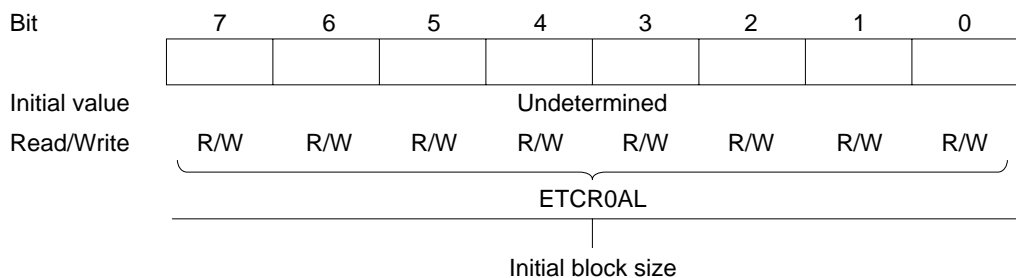 Bit 7 6 5 4 3 2 1 0
Initial value Undetermined
Read/Write R/W R/W R/W R/W R/W R/W R/W R/W
ETCR0AL
Initial block size